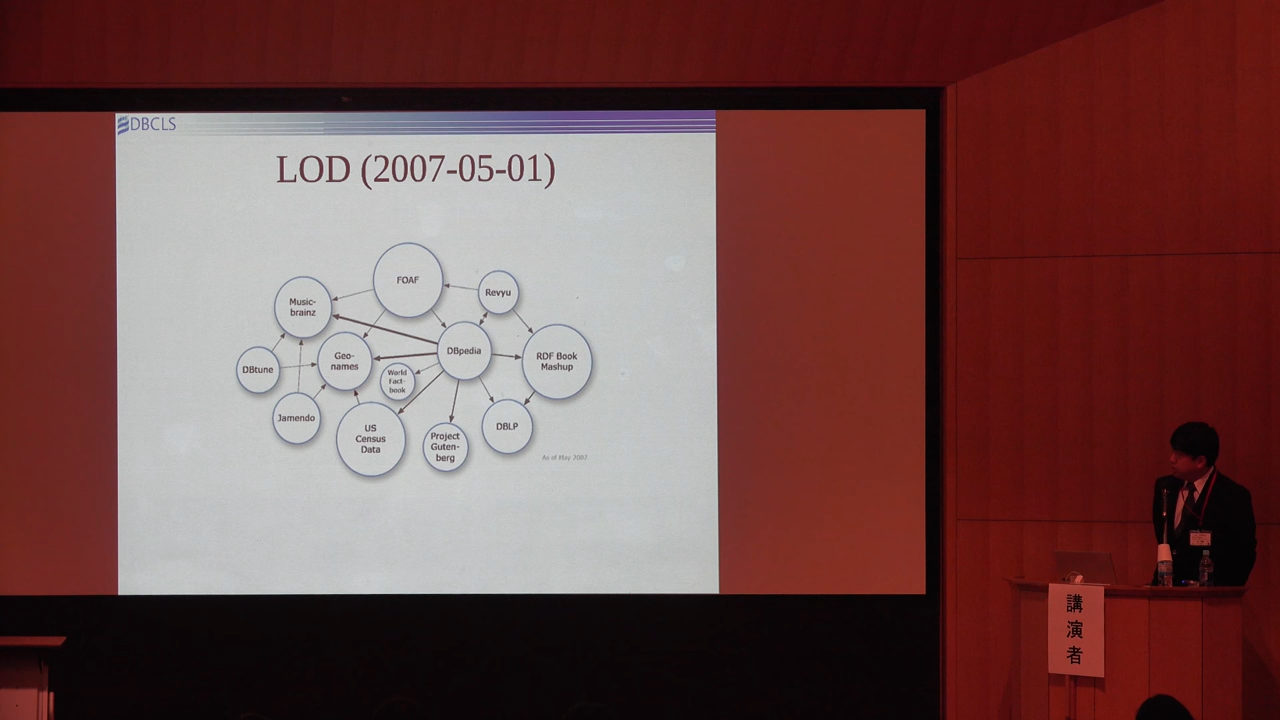 DBCLS
LOD (2007-05-01)
FOAF
Revyu
Music-
brainz
DBpedia
Geo-
names
RDF Book
Mashup
World
Fact-
book
DBtune
Jamendo
US
Census
Data
Project
Guten-
berg
DBLP
As of May 2007
講
演
者